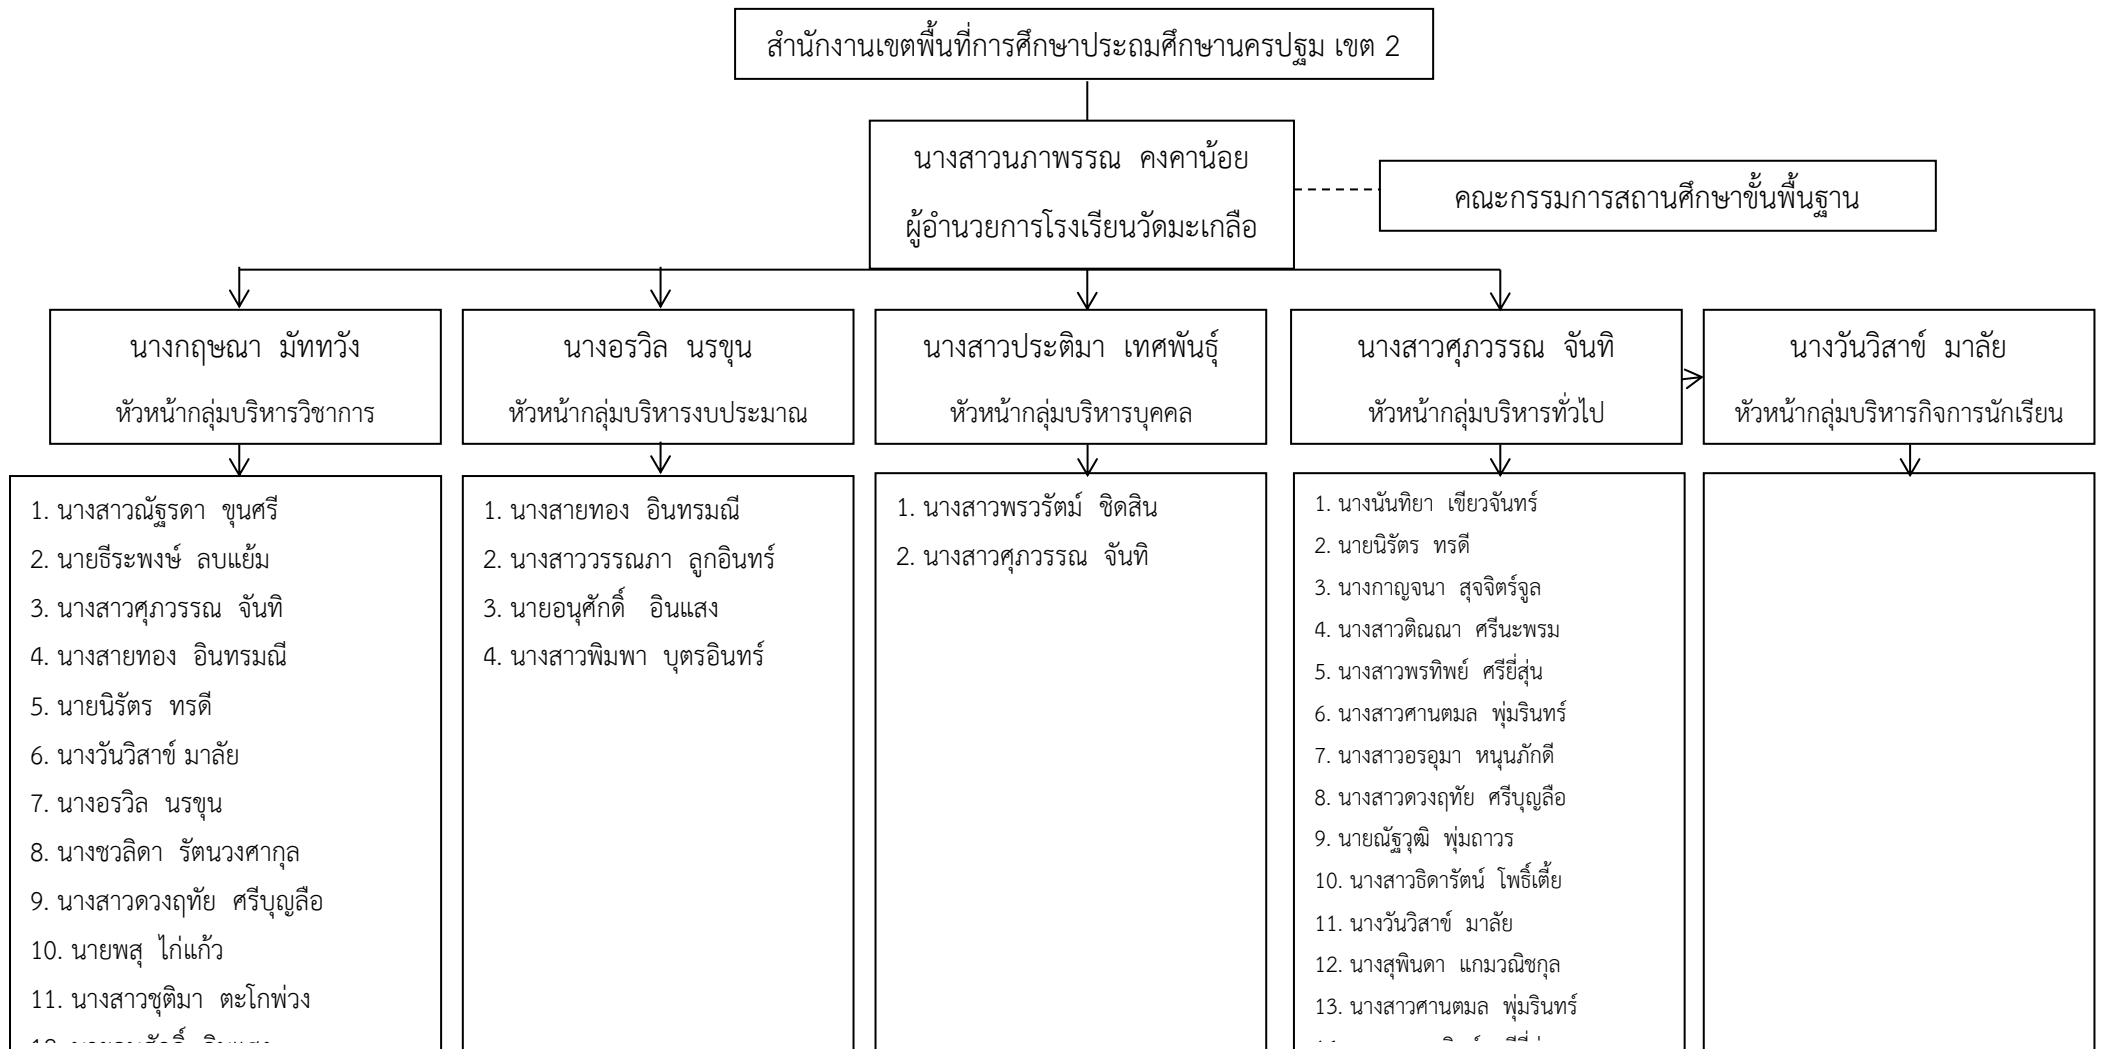 สำนักงานเขตพื้นที่การศึกษาประถมศึกษานครปฐม เขต 2
นางสาวนภาพรรณ คงคาน้อย
ผู้อำนวยการโรงเรียนวัดมะเกลือ
คณะกรรมการสถานศึกษาขั้นพื้นฐาน
นางกฤษณา มัททวัง
หัวหน้ากลุ่มบริหารวิชาการ
นางอรวิล นรขุน
หัวหน้ากลุ่มบริหารงบประมาณ
นางสาวประติมา เทศพันธุ์
หัวหน้ากลุ่มบริหารบุคคล
นางสาวศุภวรรณ จันทิ
หัวหน้ากลุ่มบริหารทั่วไป
นางวันวิสาข์ มาลัย
หัวหน้ากลุ่มบริหารกิจการนักเรียน
1. นางสาวณัฐรดา ขุนศรี
2. นายธีระพงษ์ ลบแย้ม
3. นางสาวศุภวรรณ จันทิ
4. นางสายทอง อินทรมณี
5. นายนิรัตร ทรดี
6. นางวันวิสาข์ มาลัย
7. นางอรวิล นรขุน
8. นางชวลิดา รัตนวงศากุล
9. นางสาวดวงฤทัย ศรีบุญลือ
10. นายพสุ ไก่แก้ว
11. นางสาวชุติมา ตะโกพ่วง
1. นางสายทอง อินทรมณี
2. นางสาววรรณภา ลูกอินทร์
3. นายอนุศักดิ์ อินแสง
4. นางสาวพิมพา บุตรอินทร์
1. นางสาวพรวรัตม์ ชิดสิน
2. นางสาวศุภวรรณ จันทิ
1. นางนันทิยา เขียวจันทร์
2. นายนิรัตร ทรดี
3. นางกาญจนา สุจจิตร์จูล
4. นางสาวติณณา ศรีนะพรม
5. นางสาวพรทิพย์ ศรียี่สุ่น
6. นางสาวศานตมล พุ่มรินทร์
7. นางสาวอรอุมา หนุนภักดี
8. นางสาวดวงฤทัย ศรีบุญลือ
9. นายณัฐวุฒิ พุ่มถาวร
10. นางสาวธิดารัตน์ โพธิ์เตี้ย
11. นางวันวิสาข์ มาลัย
12. นางสุพินดา แกมวณิชกุล
13. นางสาวศานตมล พุ่มรินทร์